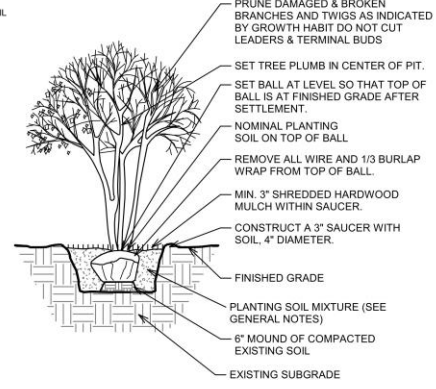 IL
PRUNE DAMAGED & BROKEN
BRANCHES AND TWIGS AS INDICATED
BY GROWTH HABIT DO NOT CUT
LEADERS & TERMINAL BUDS
SET TREE PLUMB IN CENTER OF PIT.
SET BALL AT LEVEL SO THAT TOP OF
BALL IS AT FINISHED GRADE AFTER
SETTLEMENT.
NOMINAL PLANTING
SOIL ON TOP OF BALL
REMOVE ALL WIRE AND 1/3 BURLAP
WRAP FROM TOP OF BALL.
MIN. 3" SHREDDED HARDWOOD
MULCH WITHIN SAUCER.
CONSTRUCT A 3" SAUCER WITH
SOIL, 4" DIAMETER.
FINISHED GRADE
PLANTING SOIL MIXTURE (SEE
GENERAL NOTES)
6" MOUND OF COMPACTED
EXISTING SOIL
EXISTING SUBGRADE